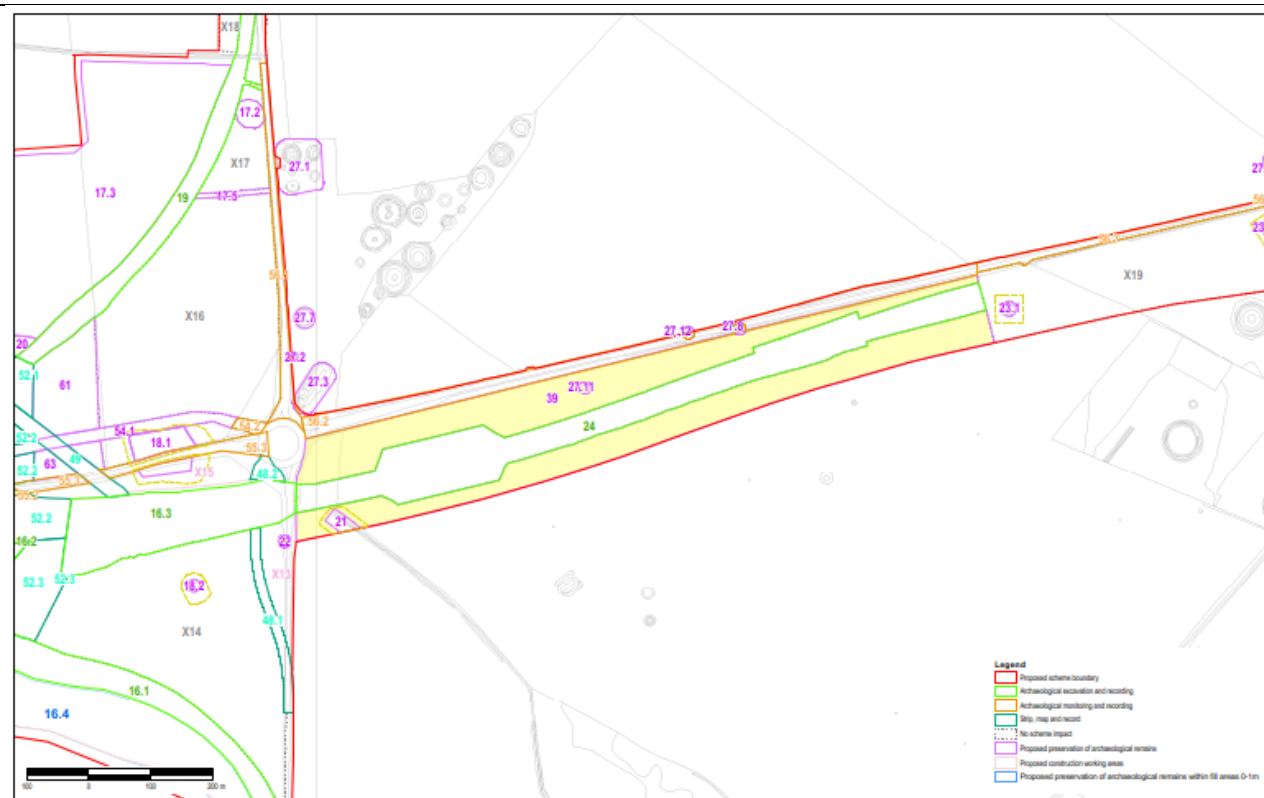 X18
17.2
27.1
X17
17.3
19
17.5
27.
56.
23
X19
56.1
23.1
X16
27.7
27.12
27.8
20
52.1
27.2
61
27.3
27.11
39
54.2
56.2
24
54.1
18.1
52.2
55.3
63
49
52.2
X15
48.2
55.3
16.3
52.2
21
16.2
22
52.3
52.3
X13
18.2
48.1
X14
16.1
16.4
Legend
Proposed scheme boundary
Archaeological excavation and recording
Archaeological monitoring and recording
Strip, map and record
No scheme impact
Proposed preservation of archaeological remains
Proposed construction working areas
Proposed preservation of archaeological remains within fill areas 0-1m
100 0 100 200 m